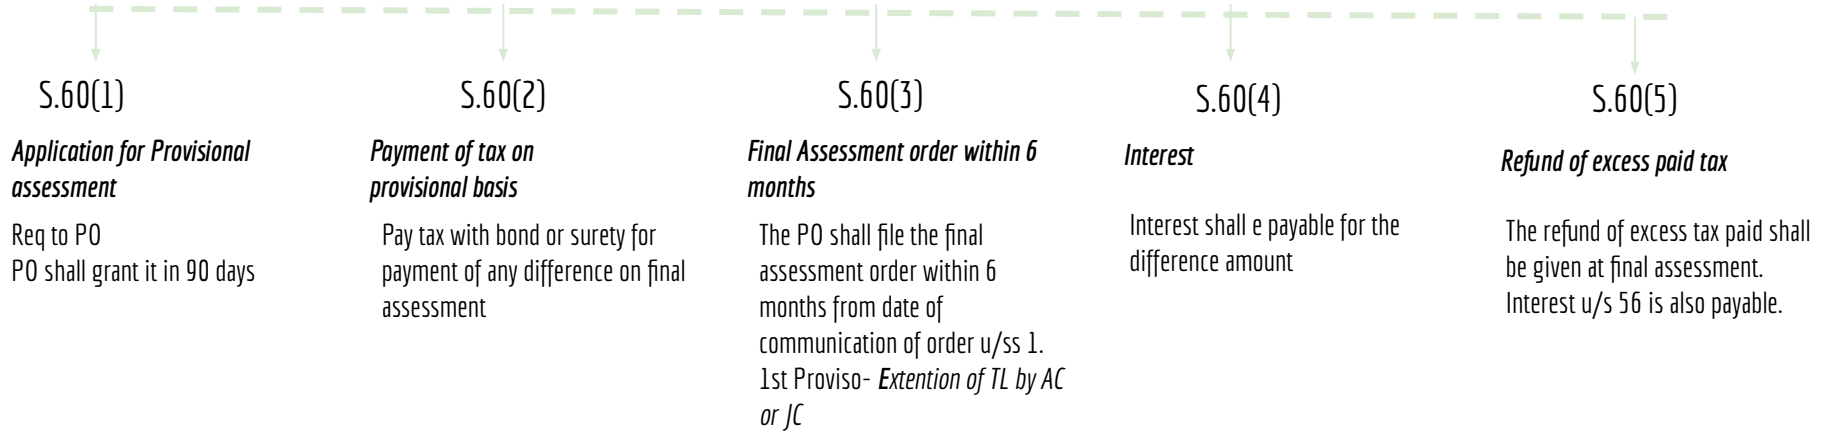 S.60(1)
Application for Provisional
assessment
Req to PO
PO shall grant it in 90 days
S.60(2)
Payment of tax on
provisional basis
Pay tax with bond or surety for
payment of any difference on final
assessment
S.60(3)
Final Assessment order within 6
months
The PO shall file the final
assessment order within 6
months from date of
communication of order u/ss 1.
1st Proviso- Extention of TL by AC
or JC
S.60(4)
Interest
Interest shall e payable for the
difference amount
S.60(5)
Refund of excess paid tax
The refund of excess tax paid shall
be given at final assessment.
Interest u/s 56 is also payable.